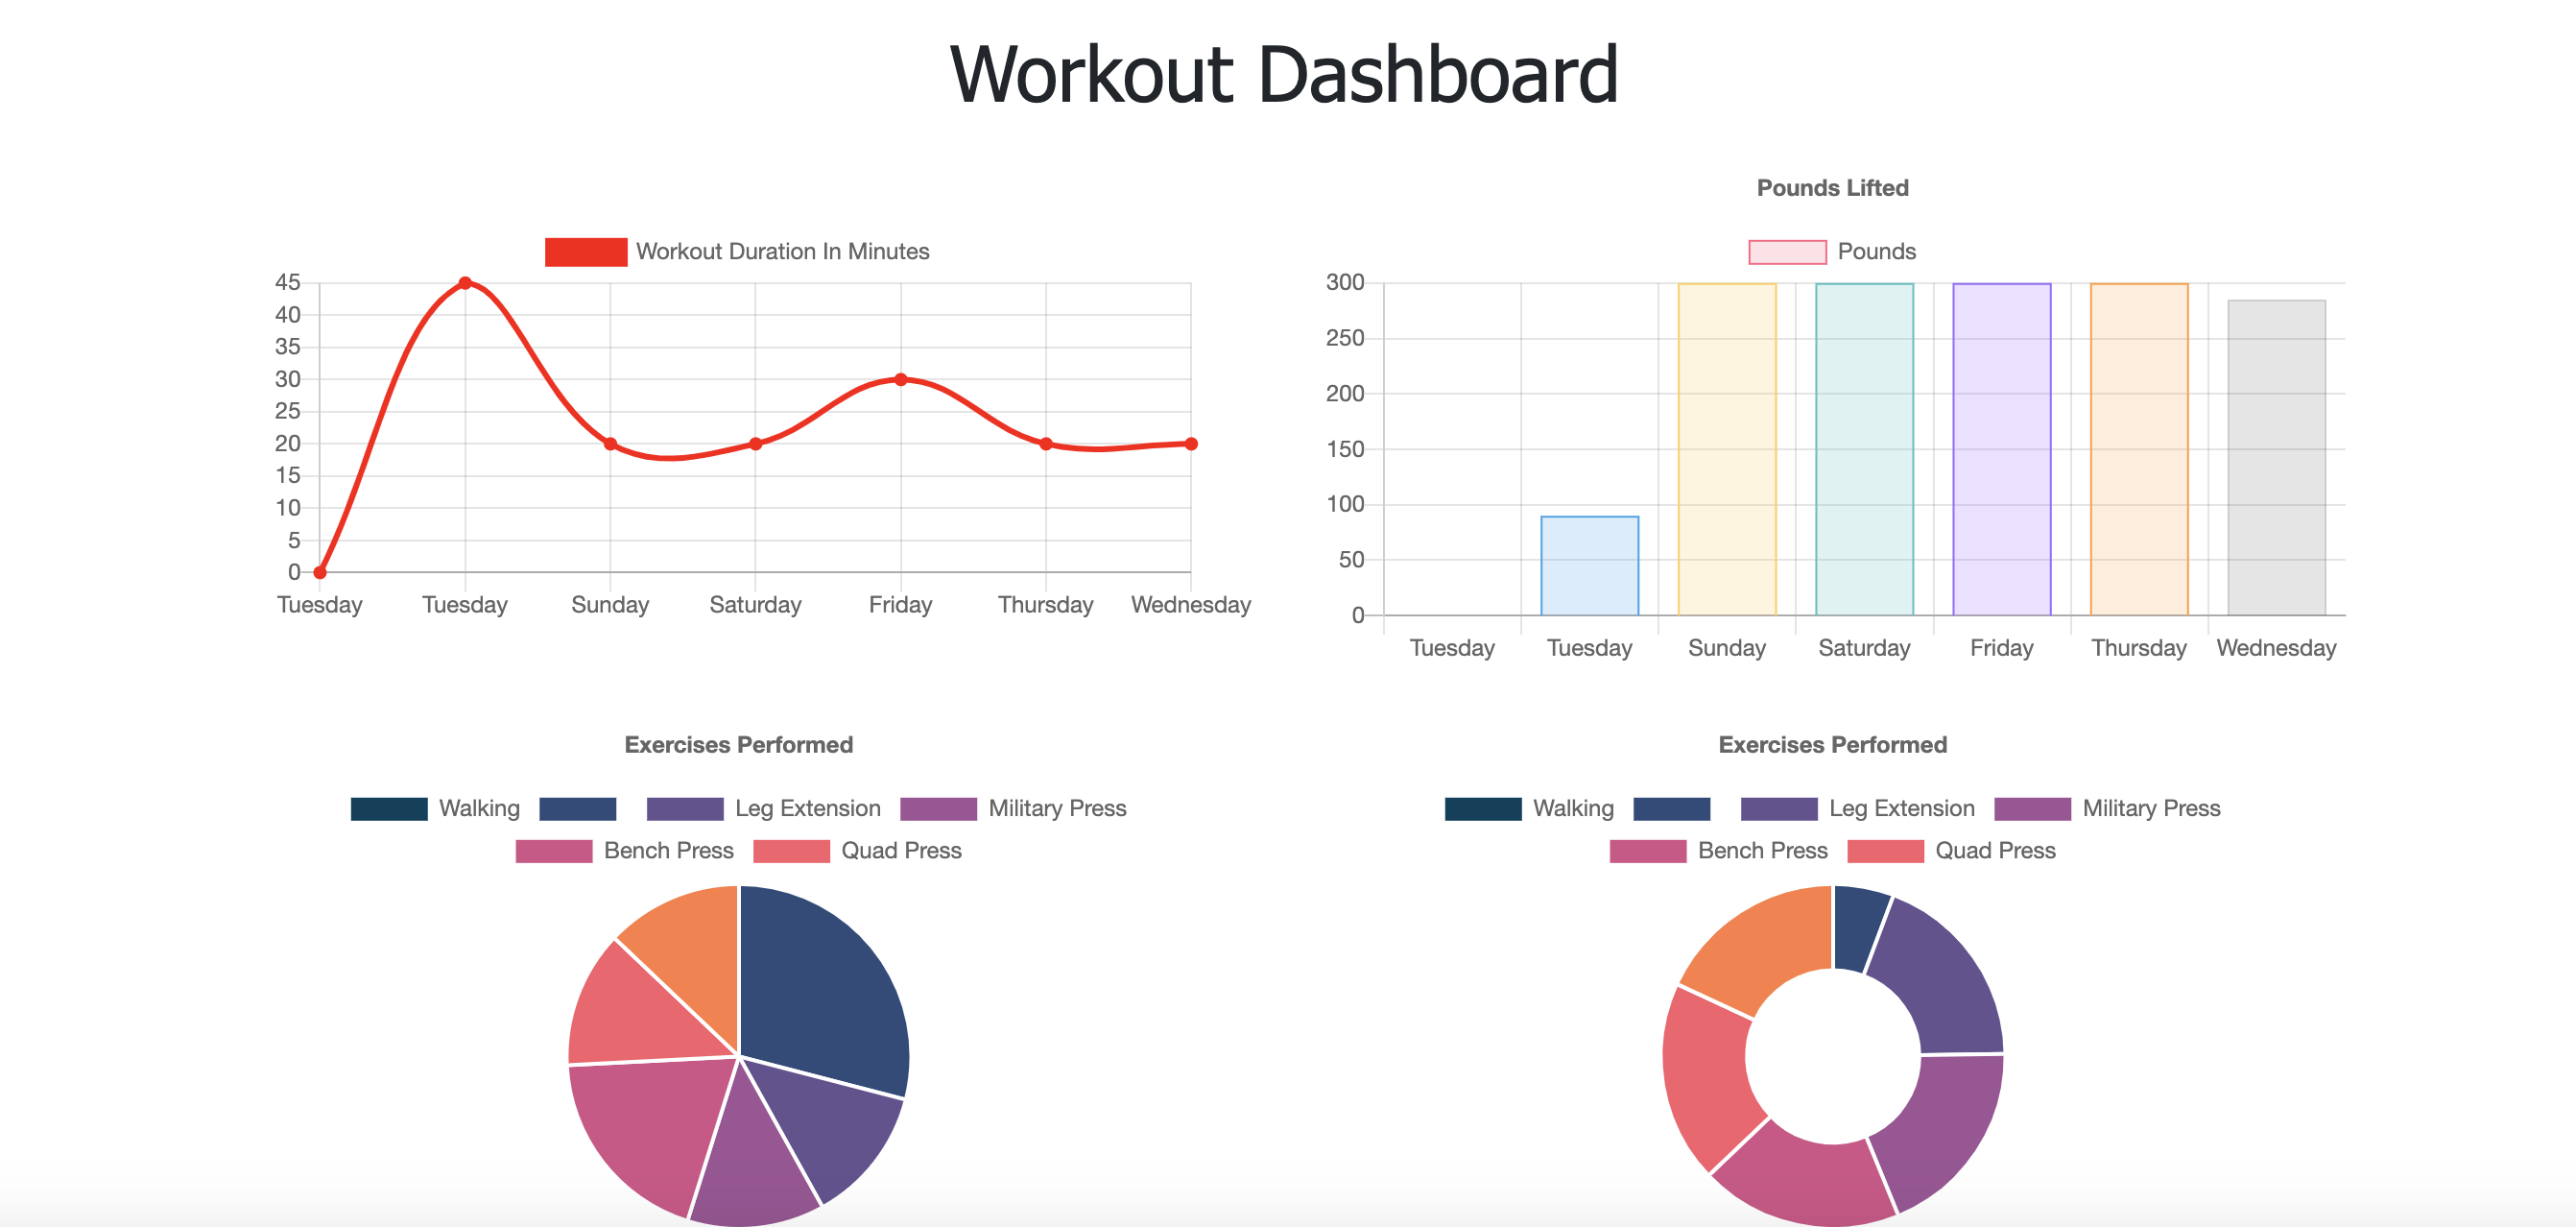 Workout Dashboard
Workout Duration In Minutes
45
40
35
30
25
20
15
10
5
0
Tuesday Tuesday Sunday Saturday Friday Thursday Wednesday
Pounds Lifted
Pounds
300
250
200
150
100
50
0
Tuesday Tuesday Sunday Saturday Friday Thursday Wednesday
Exercises Performed
Walking Leg Extension Military Press
Bench Press Quad Press
Exercises Performed
Walking Leg Extension Military Press
Bench Press Quad Press